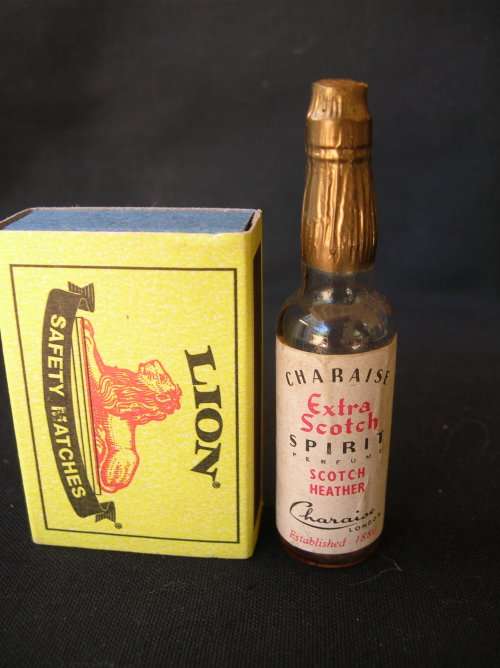 LION
SAFETY MATCHES
CHARAISE
Extra
Scotch
SPIRIT
PERFUME
SCOTCH
HEATHER
Charaise
LONDON
Established